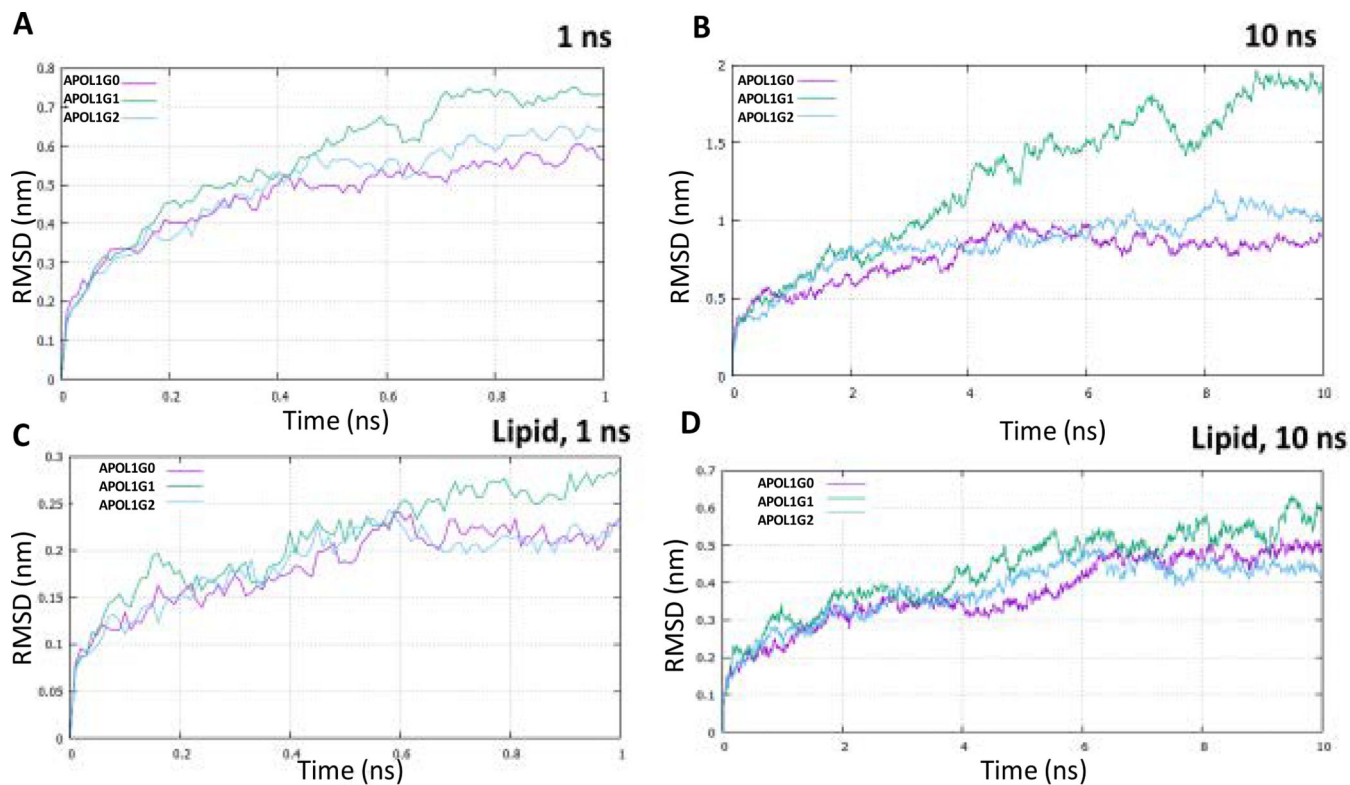 A
1 ns
0.8
0.7
0.6
0.5
0.4
0.3
0.2
0.1
0
APOL1G0
APOL1G1
APOL1G2
RMSD (nm)
0 0.2 0.4 0.6 0.8 1
Time (ns)
B
10 ns
2
1.5
1
0.5
0
APOL1G0
APOL1G1
APOL1G2
RMSD (nm)
0 2 4 6 8 10
Time (ns)
C
Lipid, 1 ns
0.3
0.25
0.2
0.15
0.1
0.05
0
APOL1G0
APOL1G1
APOL1G2
RMSD (nm)
0 0.2 0.4 0.6 0.8 1
Time (ns)
D
Lipid, 10 ns
0.7
0.6
0.5
0.4
0.3
0.2
0.1
0
APOL1G0
APOL1G1
APOL1G2
RMSD (nm)
0 2 4 6 8 10
Time (ns)